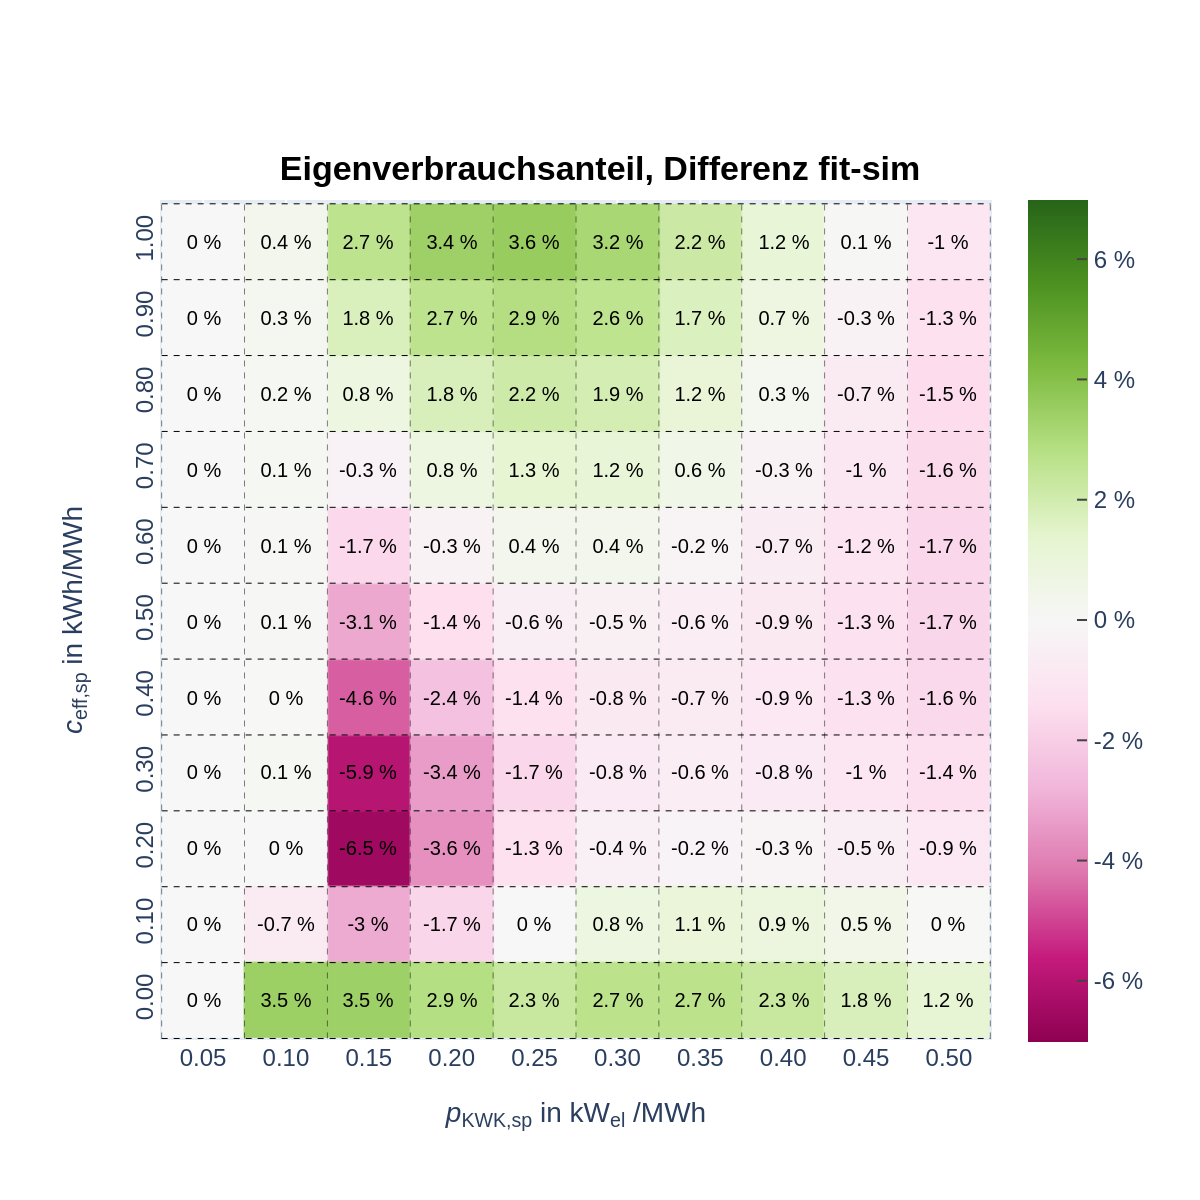 Eigenverbrauchsanteil, Differenz fit-sim
1.00 0 % 0.4 % 2.7 % 3.4 % 3.6 % 3.2 % 2.2 % 1.2 % 0.1 % -1 %
0.90 0 % 0.3 % 1.8 % 2.7 % 2.9 % 2.6 % 1.7 % 0.7 % -0.3 % -1.3 %
0.80 0 % 0.2 % 0.8 % 1.8 % 2.2 % 1.9 % 1.2 % 0.3 % -0.7 % -1.5 %
0.70 0 % 0.1 % -0.3 % 0.8 % 1.3 % 1.2 % 0.6 % -0.3 % -1 % -1.6 %
0.60 0 % 0.1 % -1.7 % -0.3 % 0.4 % 0.4 % -0.2 % -0.7 % -1.2 % -1.7 %
0.50 0 % 0.1 % -3.1 % -1.4 % -0.6 % -0.5 % -0.6 % -0.9 % -1.3 % -1.7 %
0.40 0 % 0 % -4.6 % -2.4 % -1.4 % -0.8 % -0.7 % -0.9 % -1.3 % -1.6 %
0.30 0 % 0.1 % -5.9 % -3.4 % -1.7 % -0.8 % -0.6 % -0.8 % -1 % -1.4 %
0.20 0 % 0 % -6.5 % -3.6 % -1.3 % -0.4 % -0.2 % -0.3 % -0.5 % -0.9 %
0.10 0 % -0.7 % -3 % -1.7 % 0 % 0.8 % 1.1 % 0.9 % 0.5 % 0 %
0.00 0 % 3.5 % 3.5 % 2.9 % 2.3 % 2.7 % 2.7 % 2.3 % 1.8 % 1.2 %
0.05 0.10 0.15 0.20 0.25 0.30 0.35 0.40 0.45 0.50
pKWK,sp in kWel /MWh
ceff,sp in kWh/MWh
6 %
4 %
2 %
0 %
-2 %
-4 %
-6 %